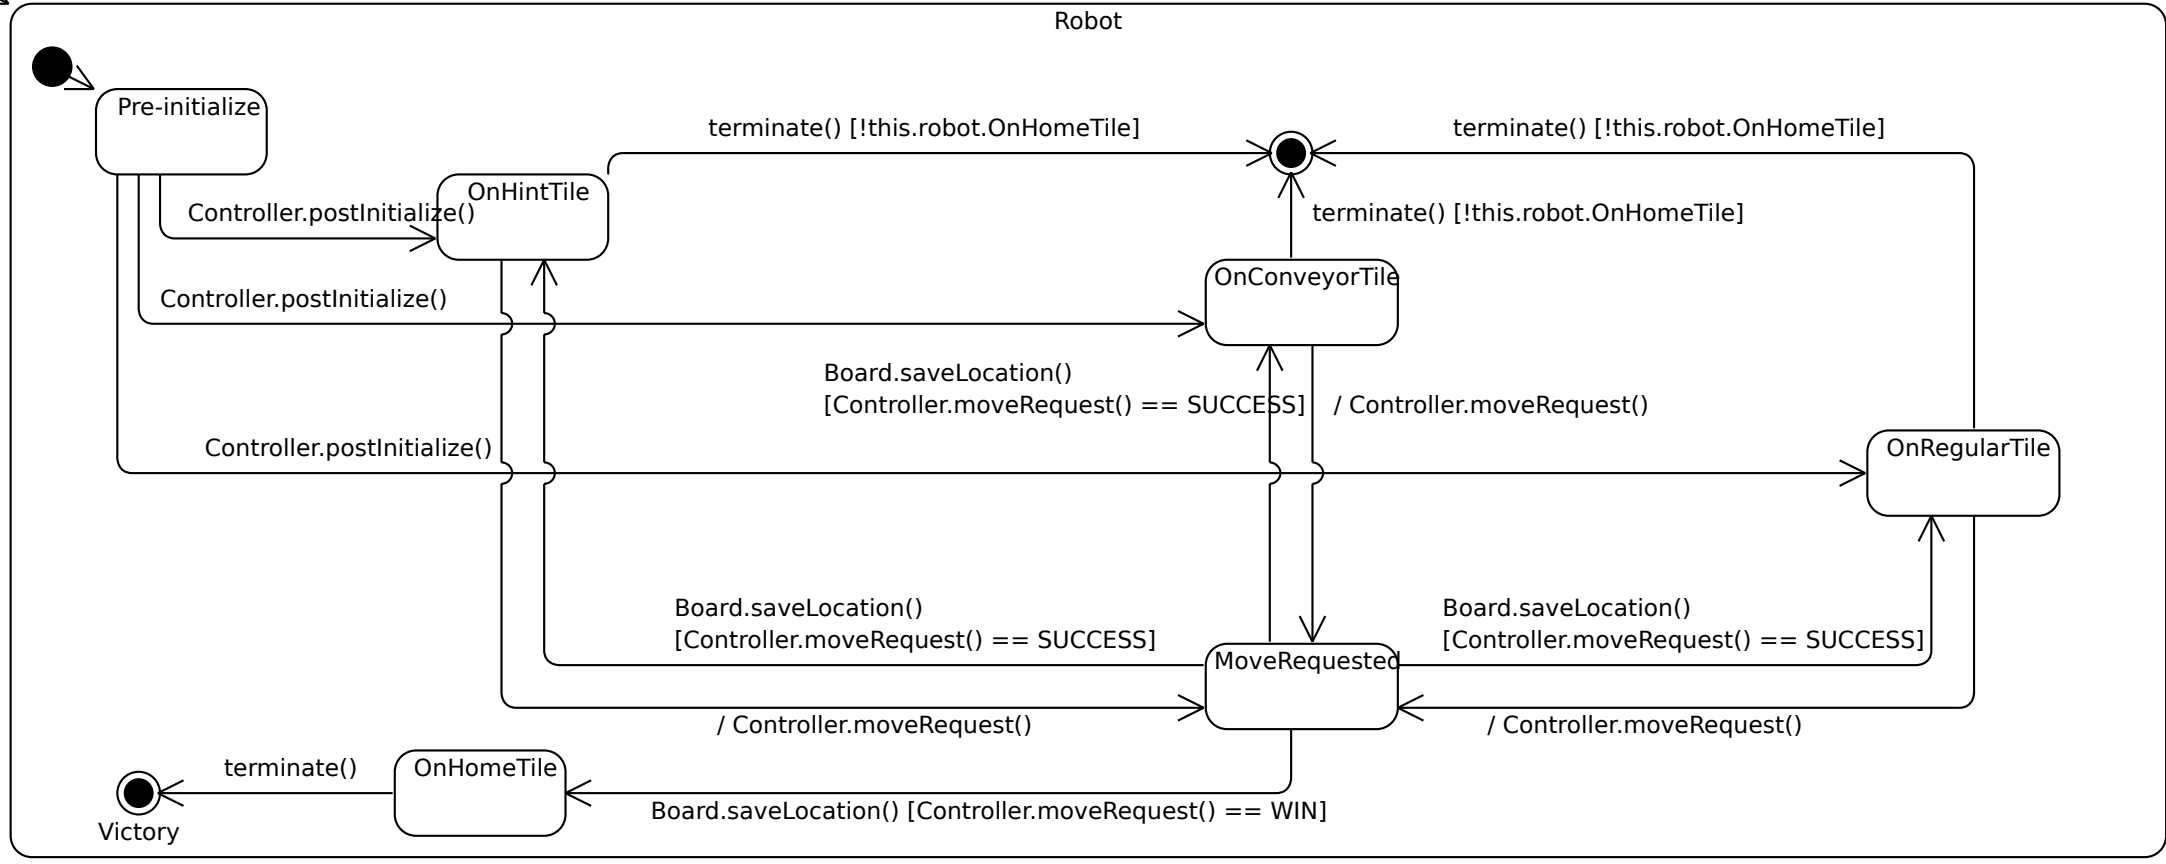 Robot
Pre-initialize
terminate() [!this.robot.OnHomeTile]
terminate() [!this.robot.OnHomeTile]
OnHintTile
Controller.postInitialize()
terminate() [!this.robot.OnHomeTile]
OnConveyorTile
Controller.postInitialize()
Board.saveLocation()
[Controller.moveRequest() == SUCCESS]
/ Controller.moveRequest()
Controller.postInitialize()
OnRegularTile
Board.saveLocation()
[Controller.moveRequest() == SUCCESS]
Board.saveLocation()
[Controller.moveRequest() == SUCCESS]
MoveRequested
/ Controller.moveRequest()
/ Controller.moveRequest()
terminate()
OnHomeTile
Board.saveLocation() [Controller.moveRequest() == WIN]
Victory